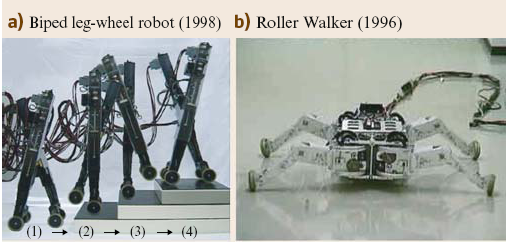 a) Biped leg-wheel robot (1998)
b) Roller Walker (1996)
(1) → (2) → (3) → (4)